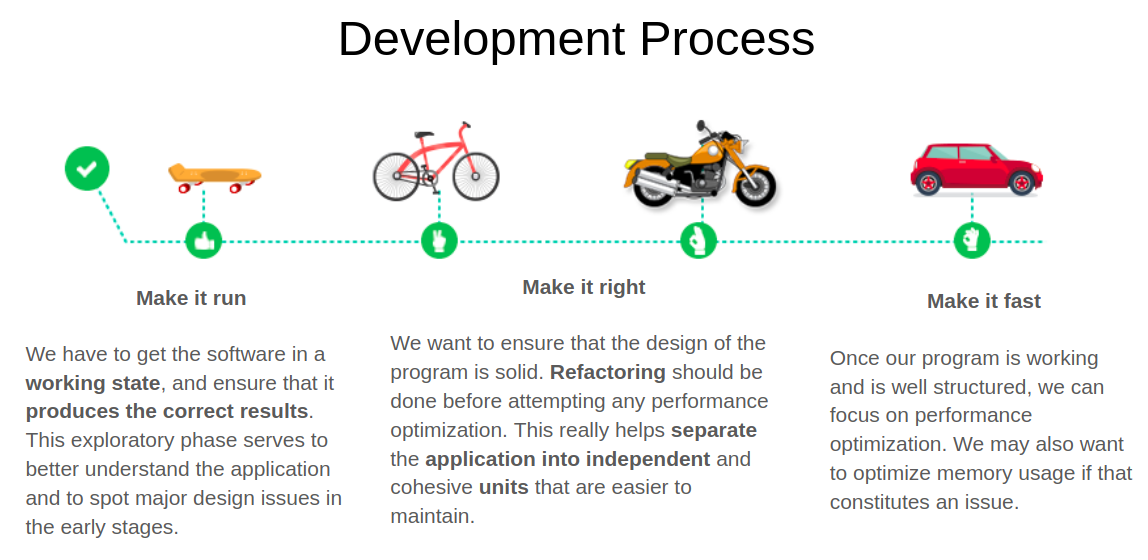 Development Process
Make it run
We have to get the software in a
working state, and ensure that it
produces the correct results.
This exploratory phase serves to
better understand the application
and to spot major design issues in
the early stages.
Make it right
We want to ensure that the design of the
program is solid. Refactoring should be
done before attempting any performance
optimization. This really helps separate
the application into independent and
cohesive units that are easier to
maintain.
Make it fast
Once our program is working
and is well structured, we can
focus on performance
optimization. We may also want
to optimize memory usage if that
constitutes an issue.